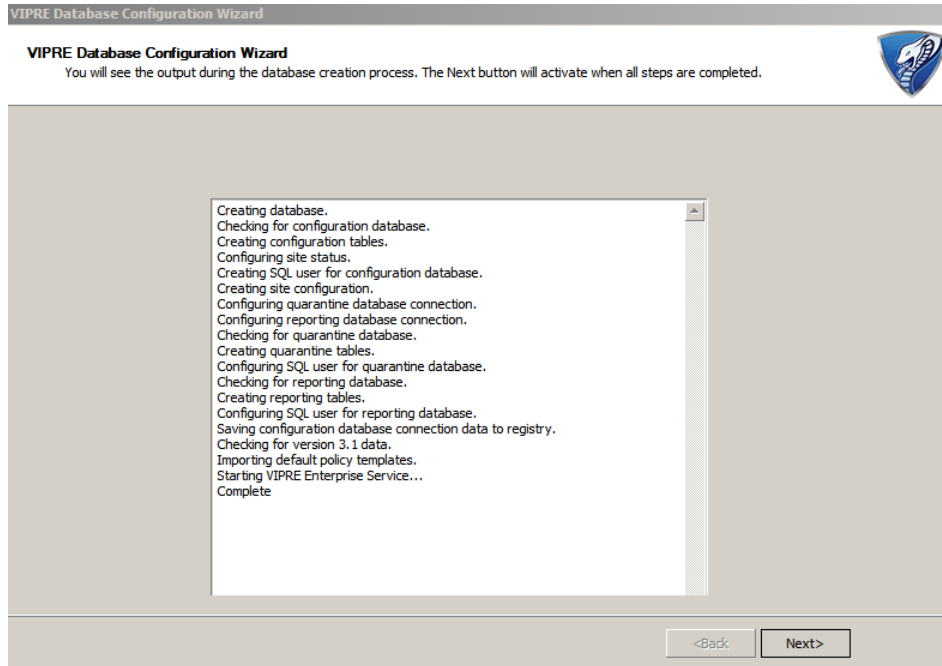 VIPRE Database Configuration Wizard
VIPRE Database Configuration Wizard
You will see the output during the database creation process. The Next button will activate when all steps are completed.
Creating database.
Checking for configuration database.
Creating configuration tables.
Configuring site status.
Creating SQL user for configuration database.
Creating site configuration.
Configuring quarantine database connection.
Configuring reporting database connection.
Checking for quarantine database.
Creating quarantine tables.
Configuring SQL user for quarantine database.
Checking for reporting database.
Creating reporting tables.
Configuring SQL user for reporting database.
Saving configuration database connection data to registry.
Checking for version 3.1 data.
Importing default policy templates.
Starting VIPRE Enterprise Service...
Complete
<Back Next>